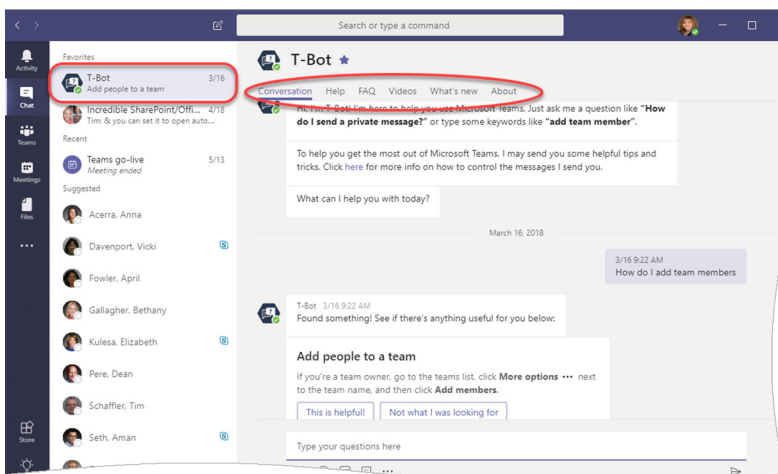 Search or type a command
Activity
Chat
Teams
Meetings
Files
Store
Favorites
T-Bot 3/16
Add people to a team
Incredible SharePoint/Offi... 4/18
Tim: & you can set it to open auto...
Recent
Teams go-live 5/13
Meeting ended
Suggested
Acerra, Anna
Davenport, Vicki
Fowler, April
Gallagher, Bethany
Kulesa, Elizabeth
Pere, Dean
Schaffler, Tim
Seth, Aman
T-Bot
Conversation Help FAQ Videos What's new About
Hi, I'm T-Bot! I'm here to help you use Microsoft Teams. Just ask me a question like "How
do I send a private message?" or type some keywords like "add team member".
To help you get the most out of Microsoft Teams. I may send you some helpful tips and
tricks. Click here for more info on how to control the messages I send you.
What can I help you with today?
March 16, 2018
3/16 9:22 AM
How do I add team members
T-Bot 3/16 9:22 AM
Found something! See if there's anything useful for you below:
Add people to a team
If you're a team owner, go to the teams list, click More options ••• next
to the team name, and then click Add members.
This is helpful! Not what I was looking for
Type your questions here